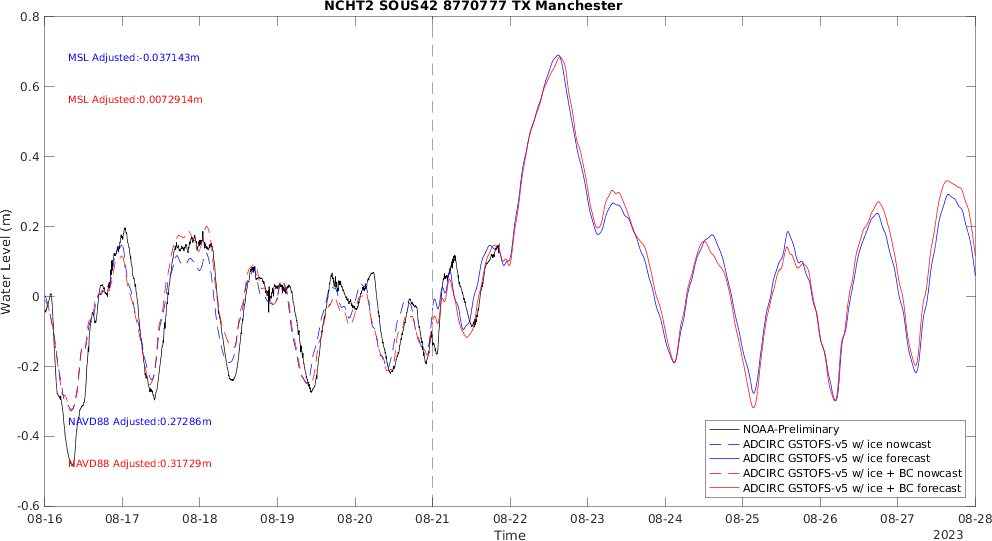 NCHT2 SOUS42 8770777 TX Manchester
0.8
0.6
0.4
0.2
0
-0.2
-0.4
-0.6
Water Level (m)
MSL Adjusted:-0.037143m
MSL Adjusted:0.0072914m
NAVD88 Adjusted:0.27286m
NAVD88 Adjusted:0.31729m
NOAA-Preliminary
ADCIRC GSTOFS-v5 w/ ice nowcast
ADCIRC GSTOFS-v5 w/ ice forecast
ADCIRC GSTOFS-v5 w/ ice + BC nowcast
ADCIRC GSTOFS-v5 w/ ice + BC forecast
08-16 08-17 08-18 08-19 08-20 08-21 08-22 08-23 08-24 08-25 08-26 08-27 08-28
Time
2023